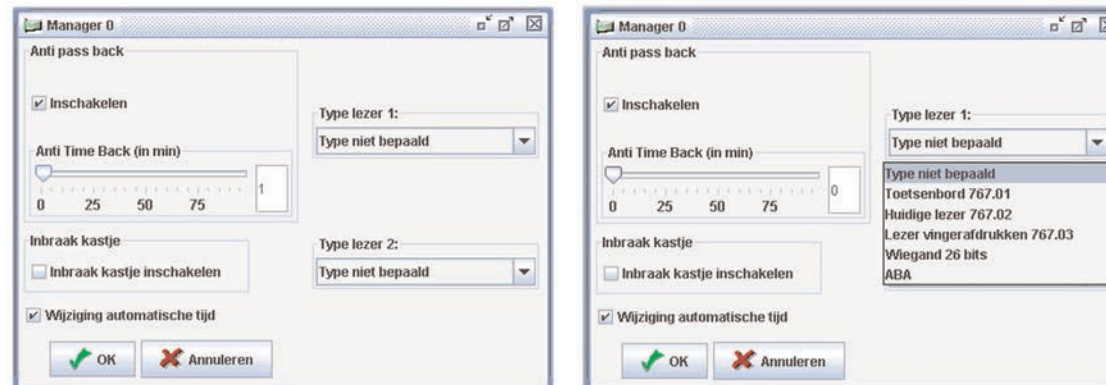 Manager 0
Anti pass back
Inschakelen
Type lezer 1:
Type niet bepaald
Anti Time Back (in min)
1
0 25 50 75
Inbraak kastje
Type lezer 2:
Inbraak kastje inschakelen
Type niet bepaald
Wijziging automatische tijd
OK
Annuleren
Manager 0
Anti pass back
Inschakelen
Type lezer 1:
Type niet bepaald
Anti Time Back (in min)
0
0 25 50 75
Type niet bepaald
Toetsenbord 767.01
Huidige lezer 767.02
Lezer vingerafdrukken 767.03
Wiegand 26 bits
ABA
Inbraak kastje
Inbraak kastje inschakelen
Wijziging automatische tijd
OK
Annuleren